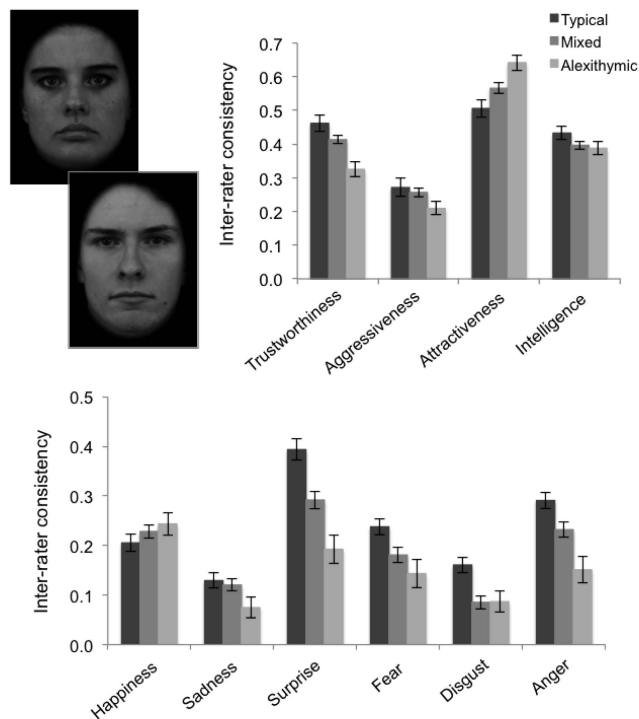 Typical
Mixed
Alexithymic
Inter-rater consistency
0.7
0.6
0.5
0.4
0.3
0.2
0.1
0.0
Trustworthiness
Aggressiveness
Attractiveness
Intelligence
Inter-rater consistency
0.5
0.4
0.3
0.2
0.1
0.0
Happiness
Sadness
Surprise
Fear
Disgust
Anger